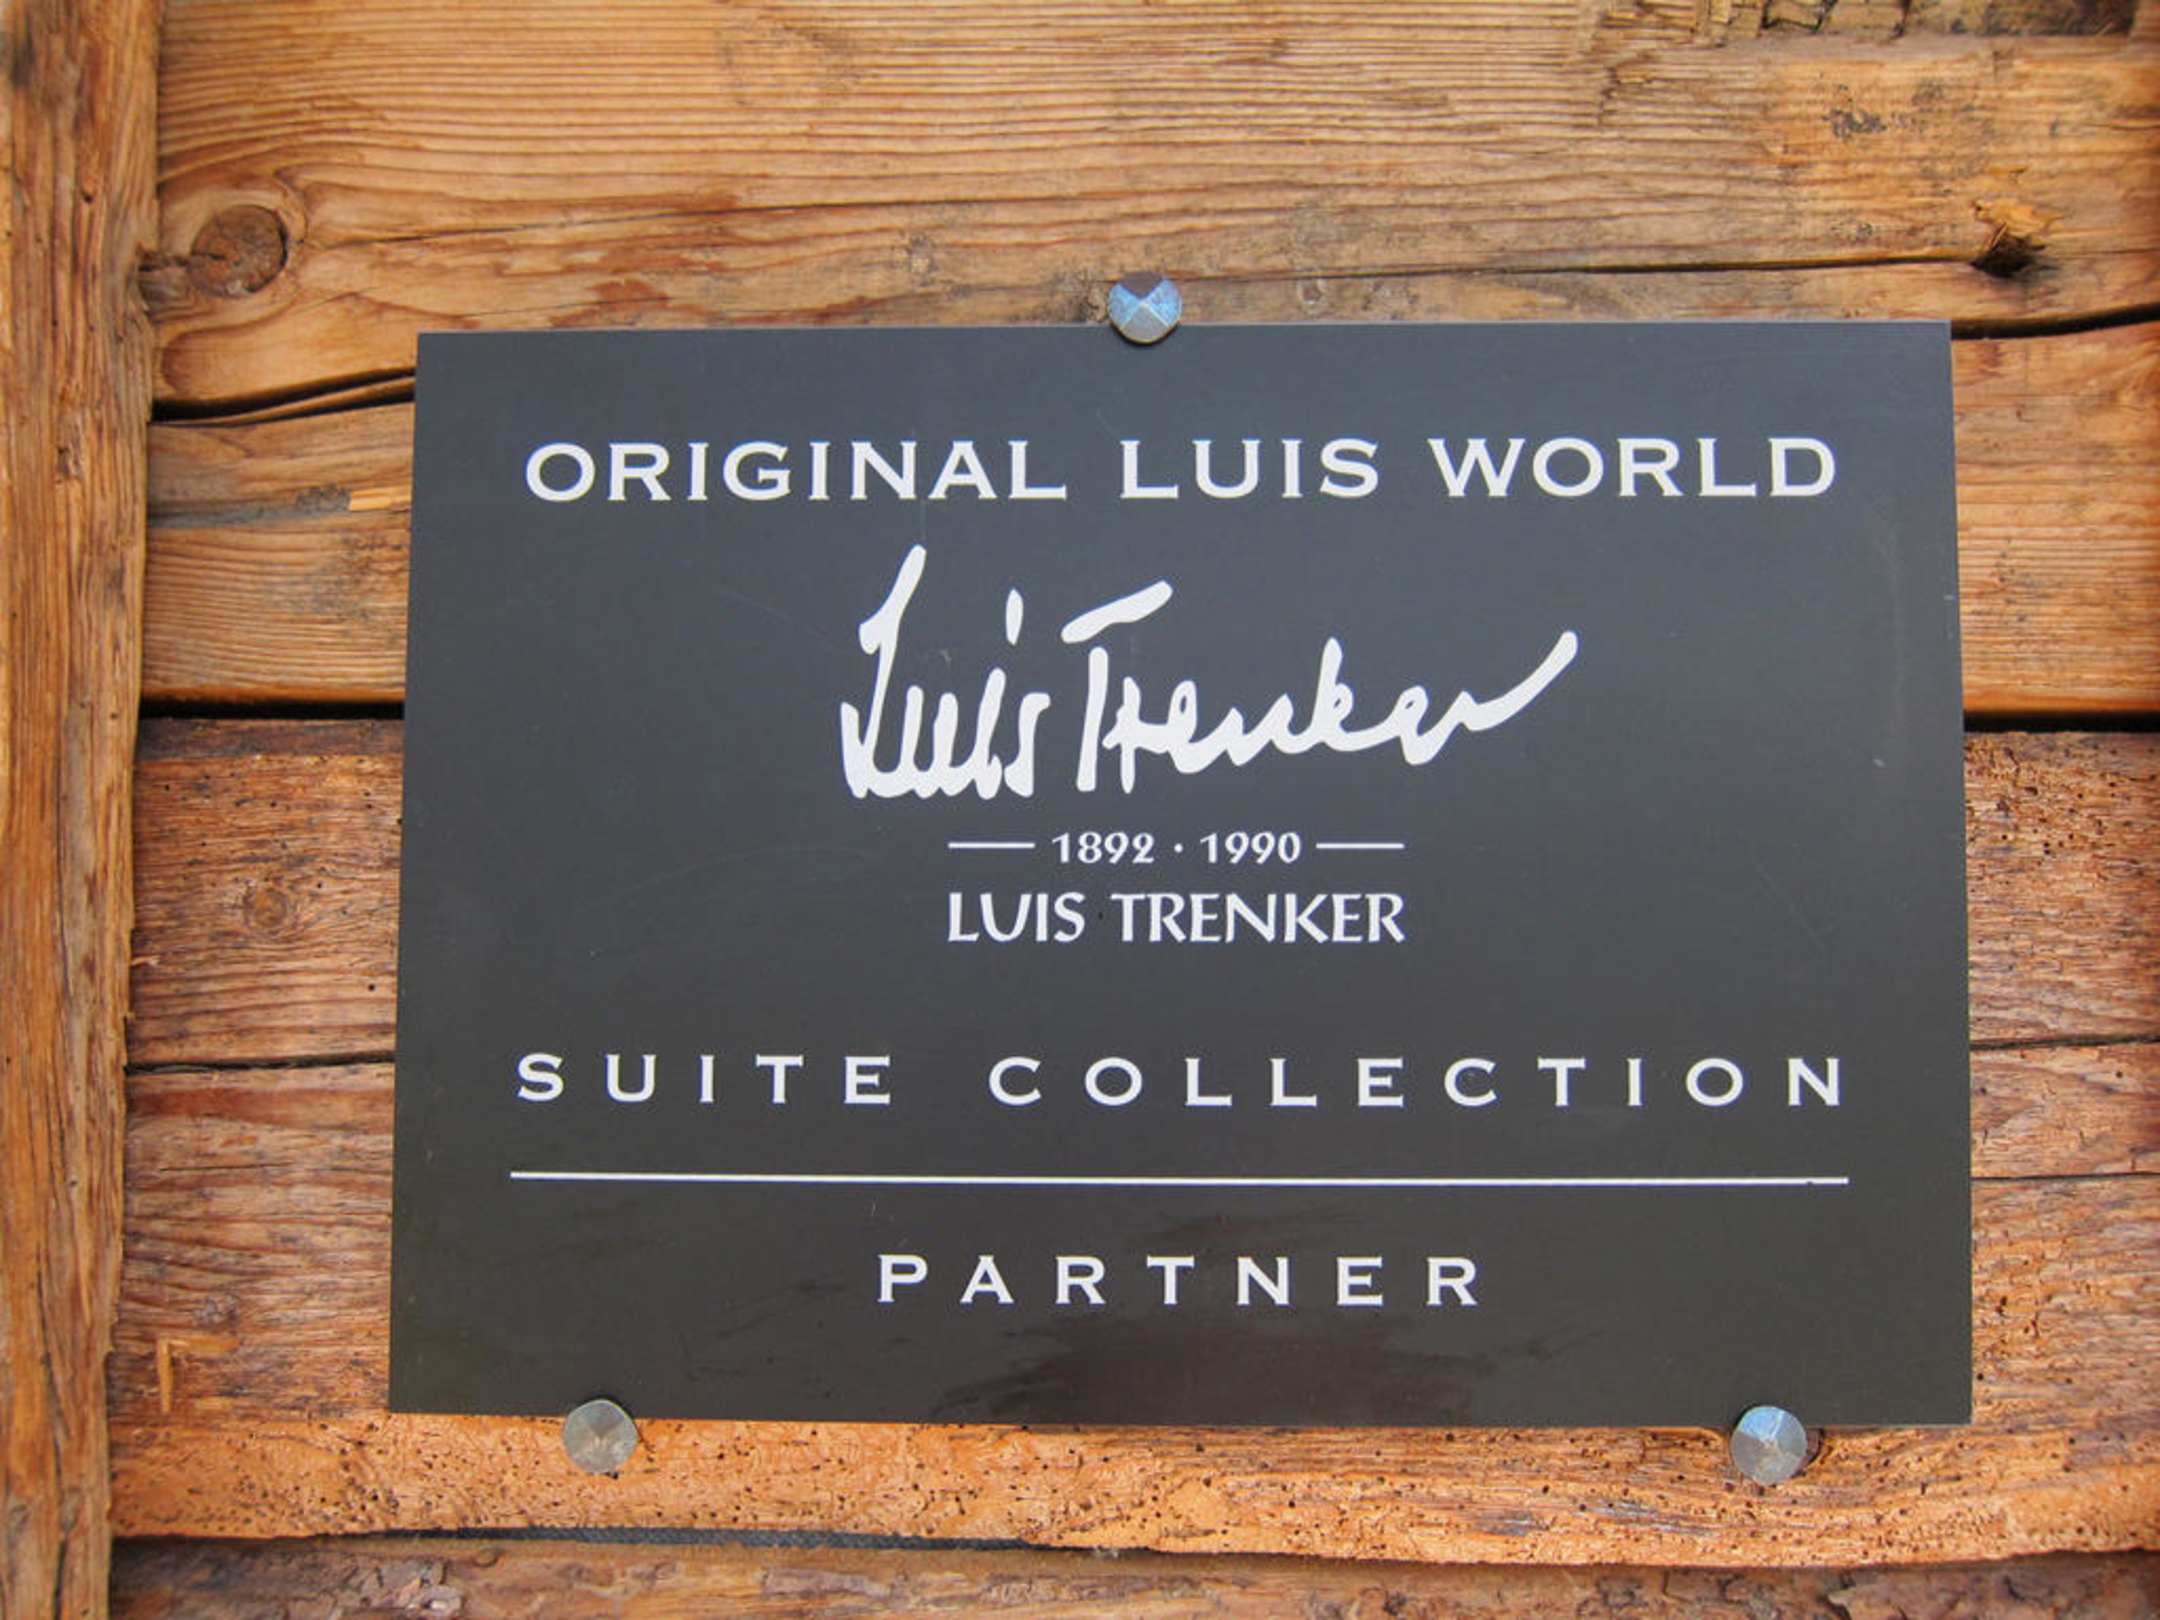 ORIGINAL LUIS WORLD
Luis Trenker
1892 · 1990
LUIS TRENKER
SUITE COLLECTION
PARTNER